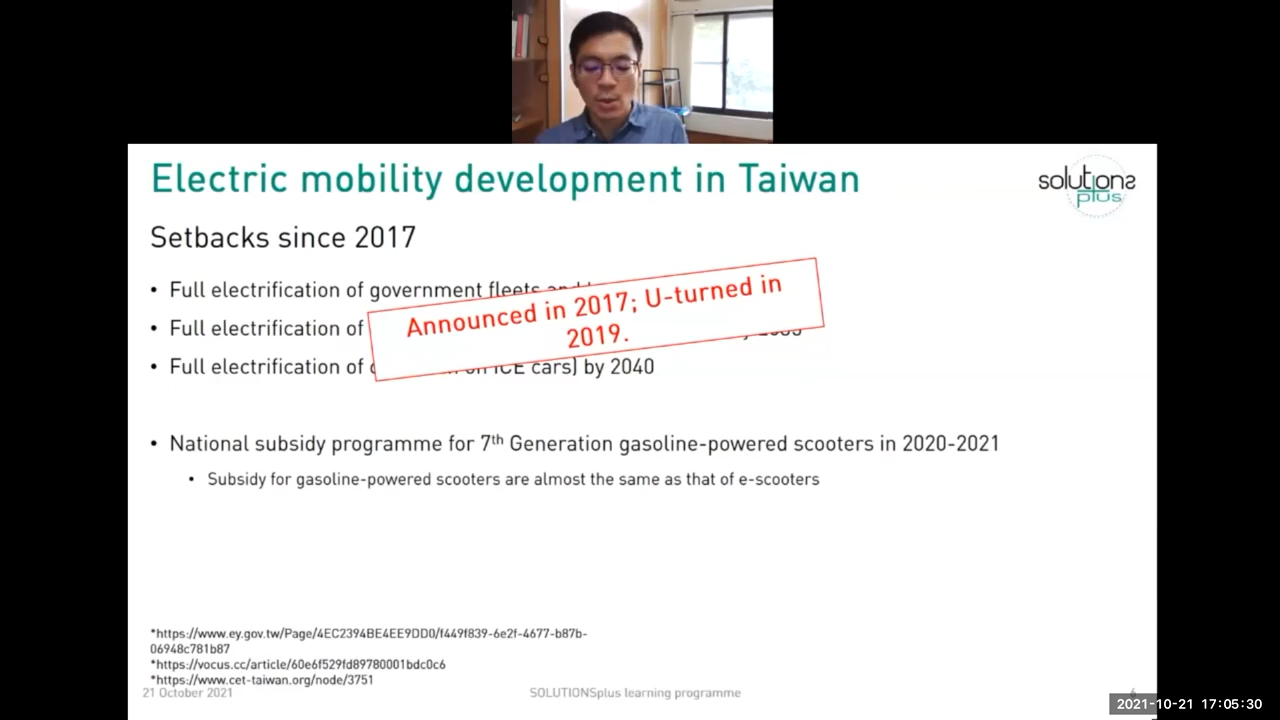 Electric mobility development in Taiwan
solutions
plus
Setbacks since 2017
• Full electrification of government fleets and
Announced in 2017; U-turned in
2019.
• Full electrification of
• Full electrification of on ICE cars) by 2040
• National subsidy programme for 7th Generation gasoline-powered scooters in 2020-2021
• Subsidy for gasoline-powered scooters are almost the same as that of e-scooters
*https://www.ey.gov.tw/Page/4EC2394BE4EE9DD0/f449f839-6e2f-4677-b87b-
06948c781b87
*https://vocus.cc/article/60e6f529fd89780001bdc0c6
*https://www.cet-taiwan.org/node/3751
21 October 2021
SOLUTIONSplus learning programme
6
2021-10-21 17:05:30